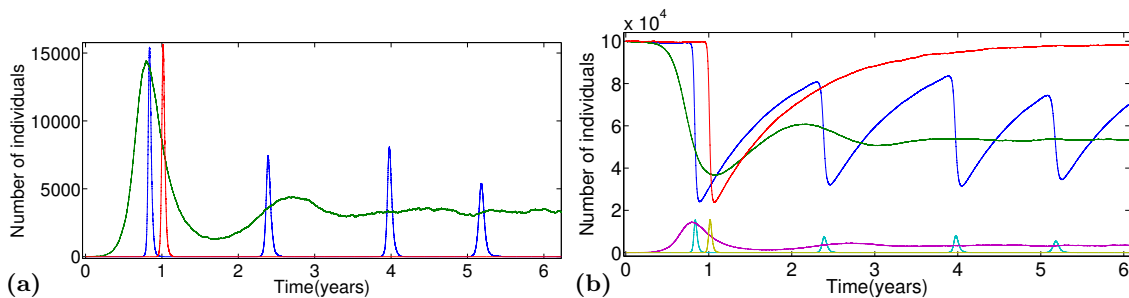 Number of individuals
15000
10000
5000
0
0 1 2 3 4 5 6
Time(years)
(a)
x 10^4
Number of individuals
10
8
6
4
2
0
0 1 2 3 4 5 6
Time(years)
(b)